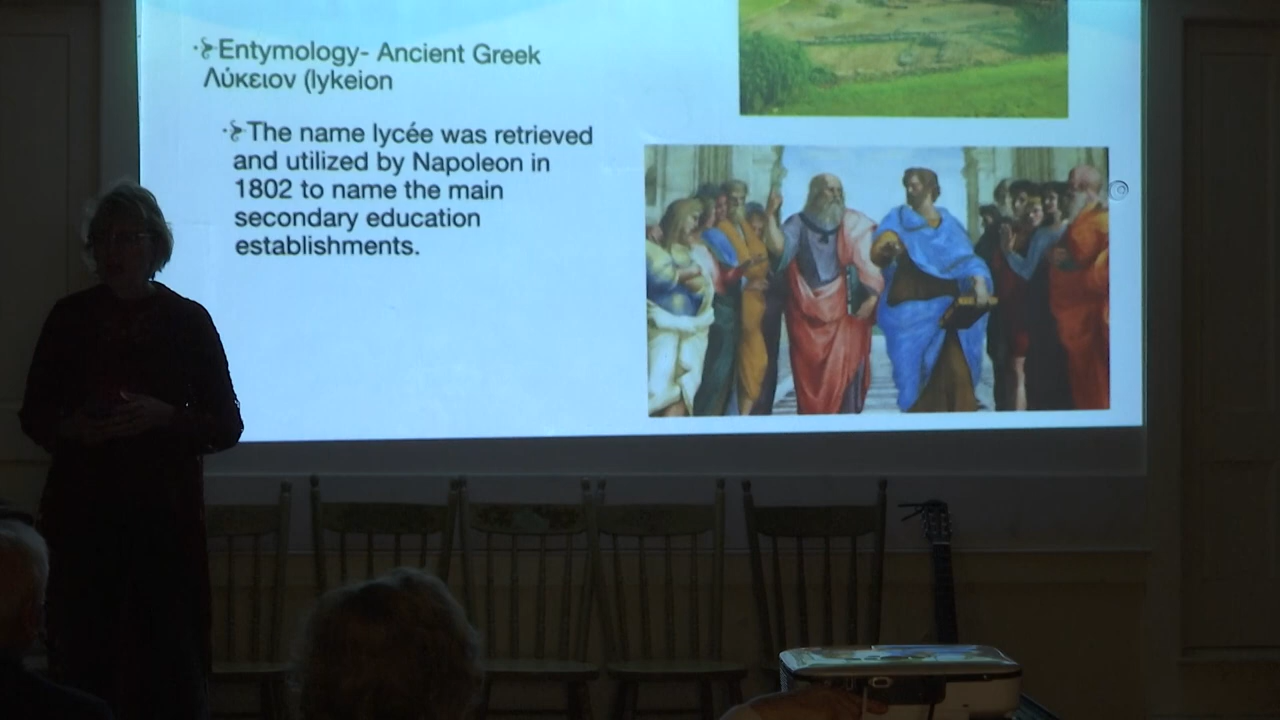 Entymology- Ancient Greek
Λύκειον (lykeion
The name lycée was retrieved
and utilized by Napoleon in
1802 to name the main
secondary education
establishments.